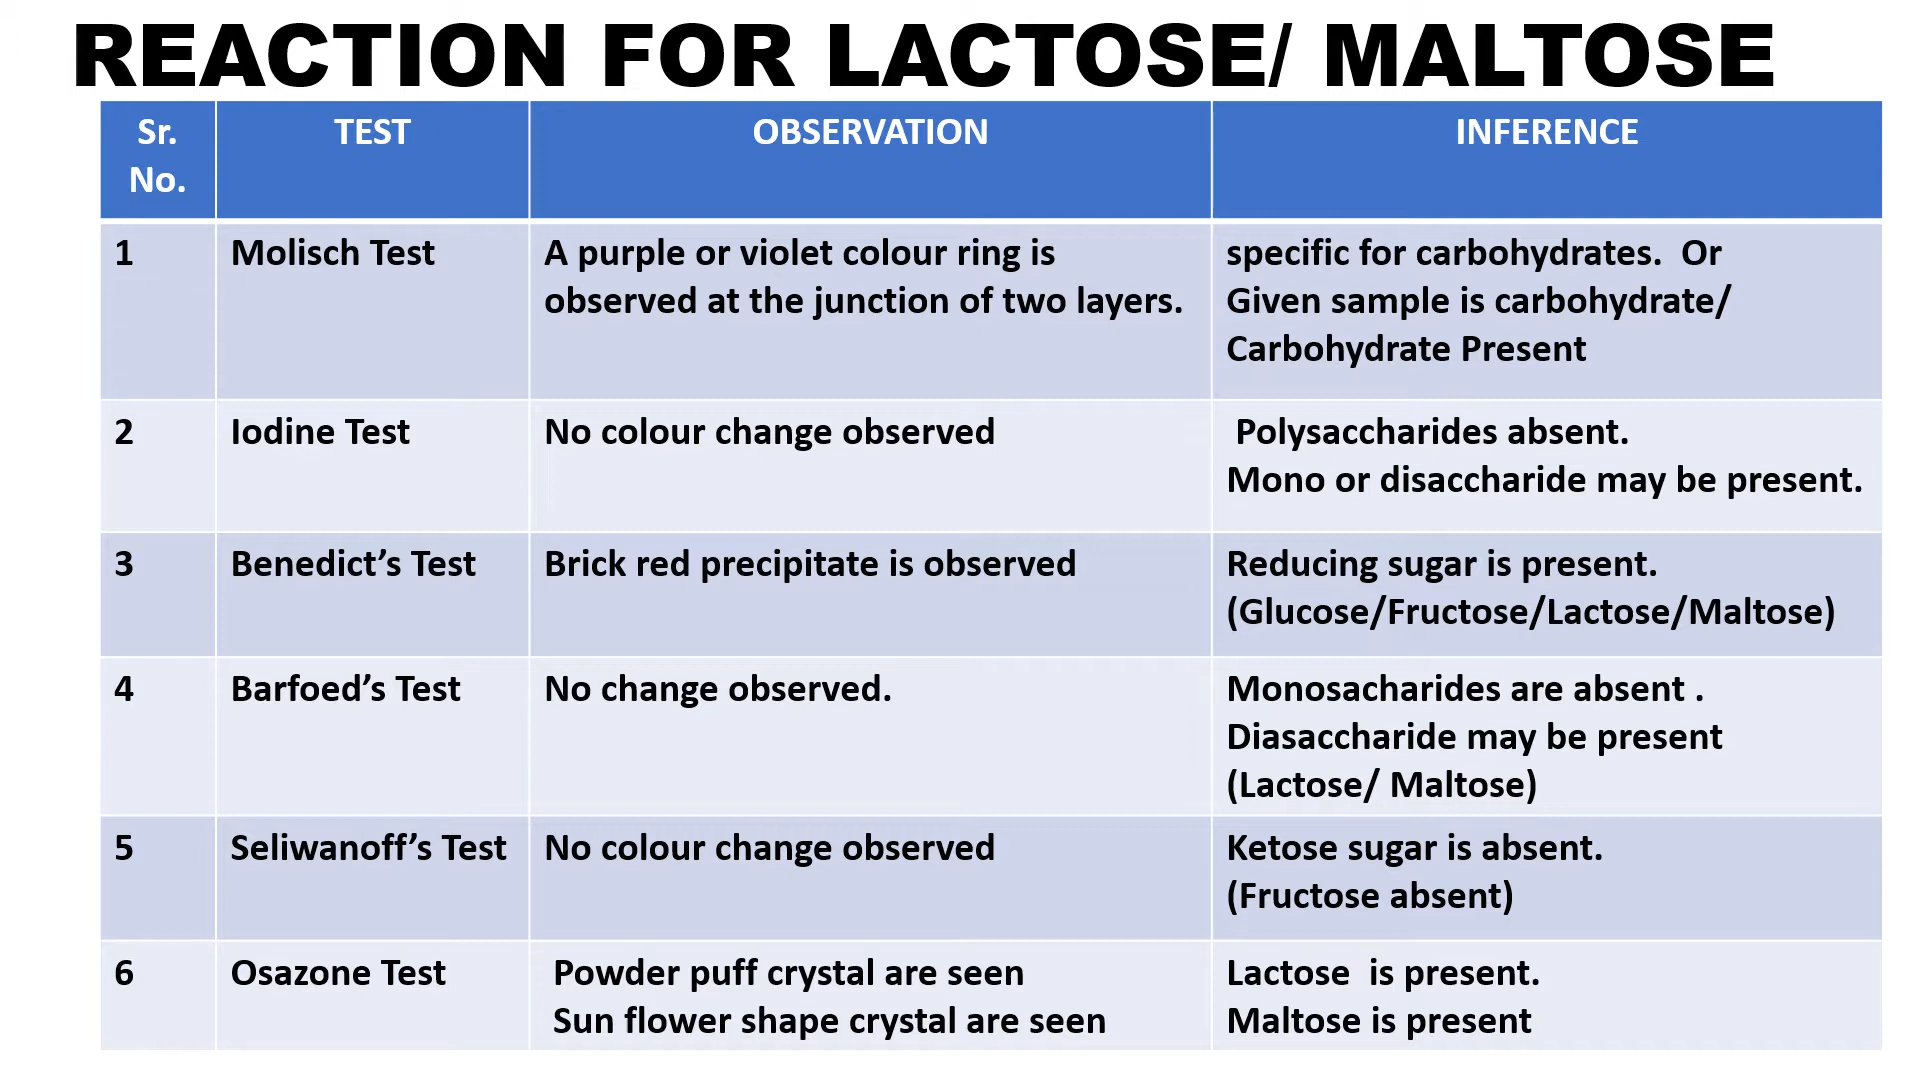 REACTION FOR LACTOSE/ MALTOSE
Sr. No.
TEST
OBSERVATION
INFERENCE
1
Molisch Test
A purple or violet colour ring is
observed at the junction of two layers.
specific for carbohydrates.  Or
Given sample is carbohydrate/
Carbohydrate Present
2
Iodine Test
No colour change observed
Polysaccharides absent.
Mono or disaccharide may be present.
3
Benedict’s Test
Brick red precipitate is observed
Reducing sugar is present.
(Glucose/Fructose/Lactose/Maltose)
4
Barfoed’s Test
No change observed.
Monosacharides are absent .
Diasaccharide may be present
(Lactose/ Maltose)
5
Seliwanoff’s Test
No colour change observed
Ketose sugar is absent.
(Fructose absent)
6
Osazone Test
Powder puff crystal are seen
Sun flower shape crystal are seen
Lactose  is present.
Maltose is present